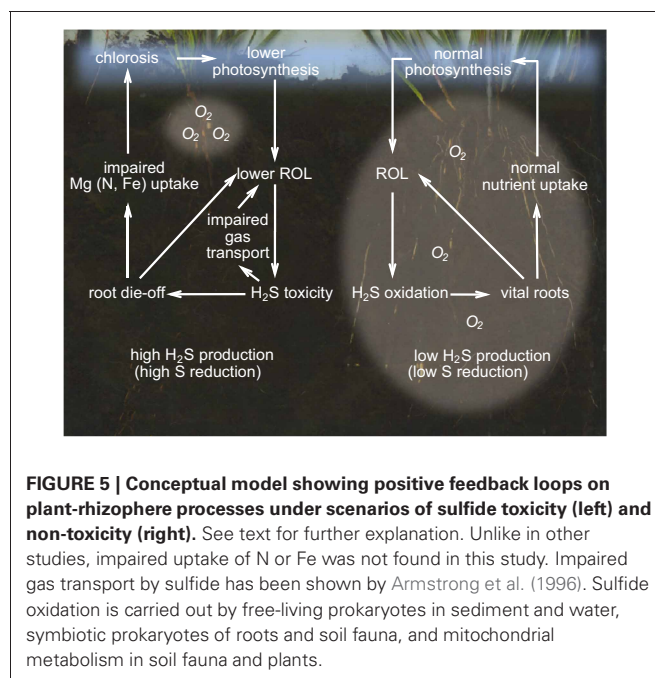 chlorosis
lower
photosynthesis
normal
photosynthesis
O2
O2 O2
impaired
Mg (N, Fe) uptake
lower ROL
impaired
gas
transport
root die-off
H2S toxicity
high H2S production
(high S reduction)
O2
ROL
normal
nutrient uptake
O2
H2S oxidation
vital roots
O2
low H2S production
(low S reduction)
FIGURE 5 | Conceptual model showing positive feedback loops on
plant-rhizophere processes under scenarios of sulfide toxicity (left) and
non-toxicity (right). See text for further explanation. Unlike in other
studies, impaired uptake of N or Fe was not found in this study. Impaired
gas transport by sulfide has been shown by Armstrong et al. (1996). Sulfide
oxidation is carried out by free-living prokaryotes in sediment and water,
symbiotic prokaryotes of roots and soil fauna, and mitochondrial
metabolism in soil fauna and plants.